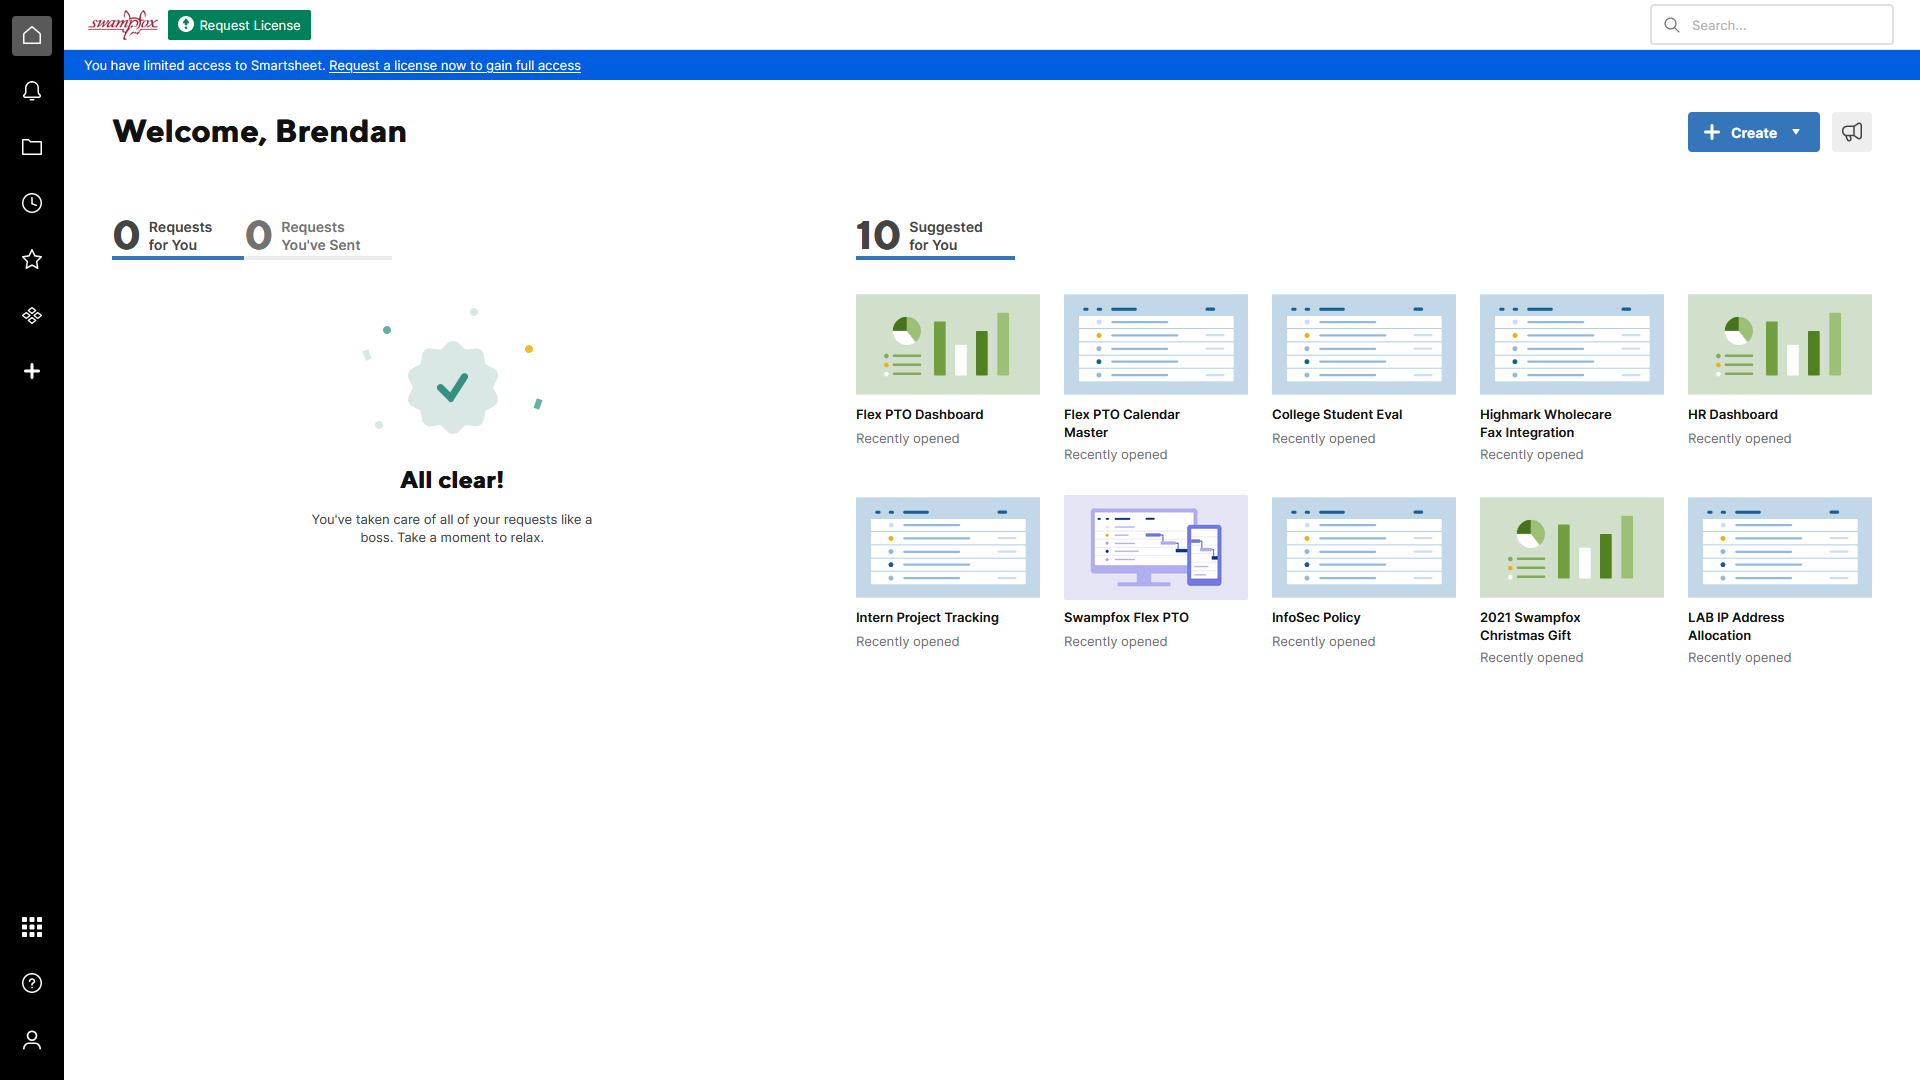 swampfox
Request License
Search...
You have limited access to Smartsheet. Request a license now to gain full access
Welcome, Brendan
Create
0 Requests
for You
0 Requests
You've Sent
10 Suggested
for You
All clear!
You've taken care of all of your requests like a
boss. Take a moment to relax.
Flex PTO Dashboard
Recently opened
Flex PTO Calendar
Master
Recently opened
College Student Eval
Recently opened
Highmark Wholecare
Fax Integration
Recently opened
HR Dashboard
Recently opened
Intern Project Tracking
Recently opened
Swampfox Flex PTO
Recently opened
InfoSec Policy
Recently opened
2021 Swampfox
Christmas Gift
Recently opened
LAB IP Address
Allocation
Recently opened